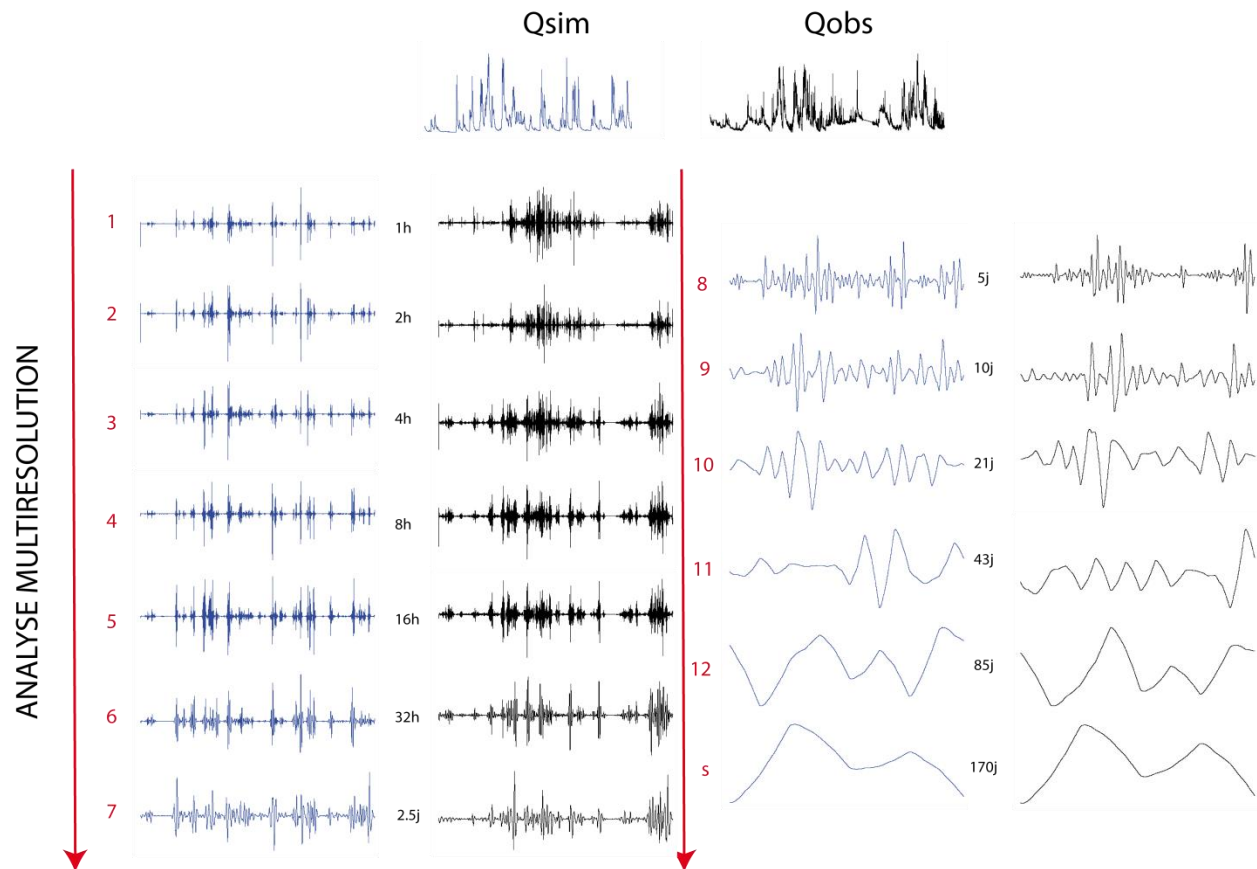 Qsim
Qobs
ANALYSE MULTIRESOLUTION
1
1h
2
2h
3
4h
4
8h
5
16h
6
32h
7
2.5j
8
5j
9
10j
10
21j
11
43j
12
85j
s
170j